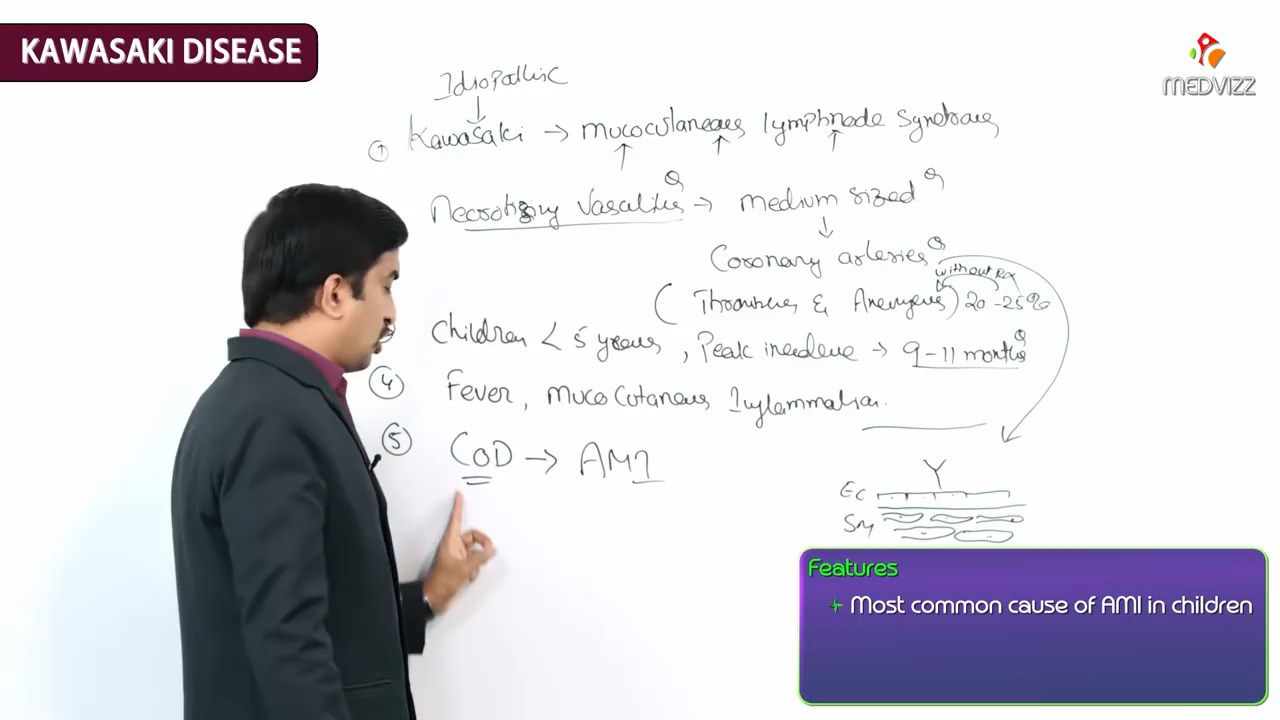 KAWASAKI DISEASE
MEDVIZZ
Idiopathic
① Kawasaki → mucocutaneous lymphnode Syndrome
Necrotizing Vasculitis Q → medium sized Q
Coronary arteries Q
without Rx
(Thrombus & Aneurysms) 20-25%
Children < 5 years, Peak incidence → 9-11 months Q
④ Fever, Mucocutaneous Inflammation.
⑤ COD → AMI
Y
EC
SM
Features
Most common cause of AMI in children